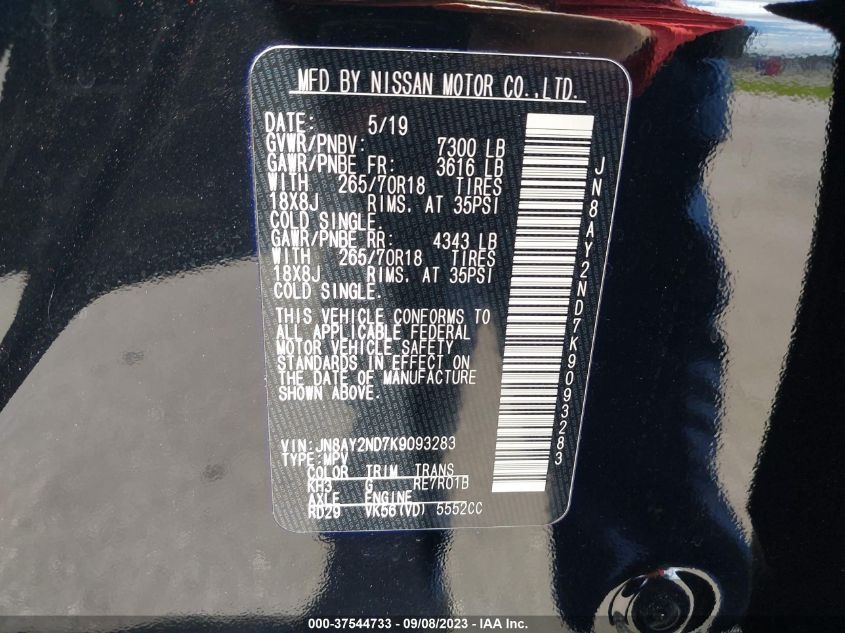 MFD BY NISSAN MOTOR CO.,LTD.
DATE: 5/19
GVWR/PNBV: 7300 LB
GAWR/PNBE FR: 3616 LB
WITH 265/70R18 TIRES
18X8J RIMS, AT 35PSI
COLD SINGLE.
GAWR/PNBE RR: 4343 LB
WITH 265/70R18 TIRES
18X8J RIMS, AT 35PSI
COLD SINGLE.
THIS VEHICLE CONFORMS TO
ALL APPLICABLE FEDERAL
MOTOR VEHICLE SAFETY
STANDARDS IN EFFECT ON
THE DATE OF MANUFACTURE
SHOWN ABOVE.
VIN:JN8AY2ND7K9093283
TYPE:MPV
COLOR TRIM TRANS
KH3 G RE7R01B
AXLE ENGINE
RD29 VK56(VD) 5552CC
JN8AY2ND7K9093283
000-37544733 - 09/08/2023 - IAA Inc.